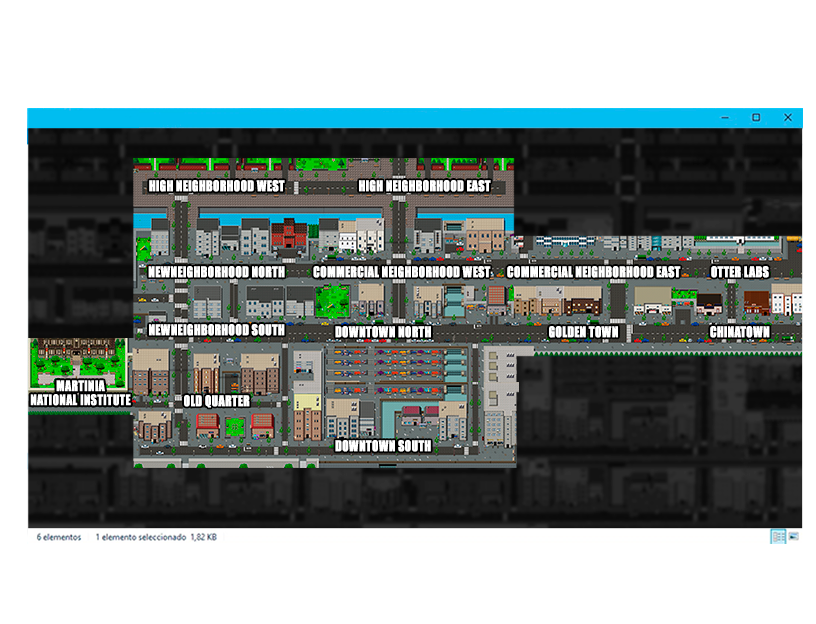 HIGH NEIGHBORHOOD WEST
HIGH NEIGHBORHOOD EAST
NEWNEIGHBORHOOD NORTH
COMMERCIAL NEIGHBORHOOD WEST
COMMERCIAL NEIGHBORHOOD EAST
OTTER LABS
NEWNEIGHBORHOOD SOUTH
DOWNTOWN NORTH
GOLDEN TOWN
CHINATOWN
MARTINIA
NATIONAL INSTITUTE
OLD QUARTER
DOWNTOWN SOUTH
6 elementos
1 elemento seleccionado 1,82 KB